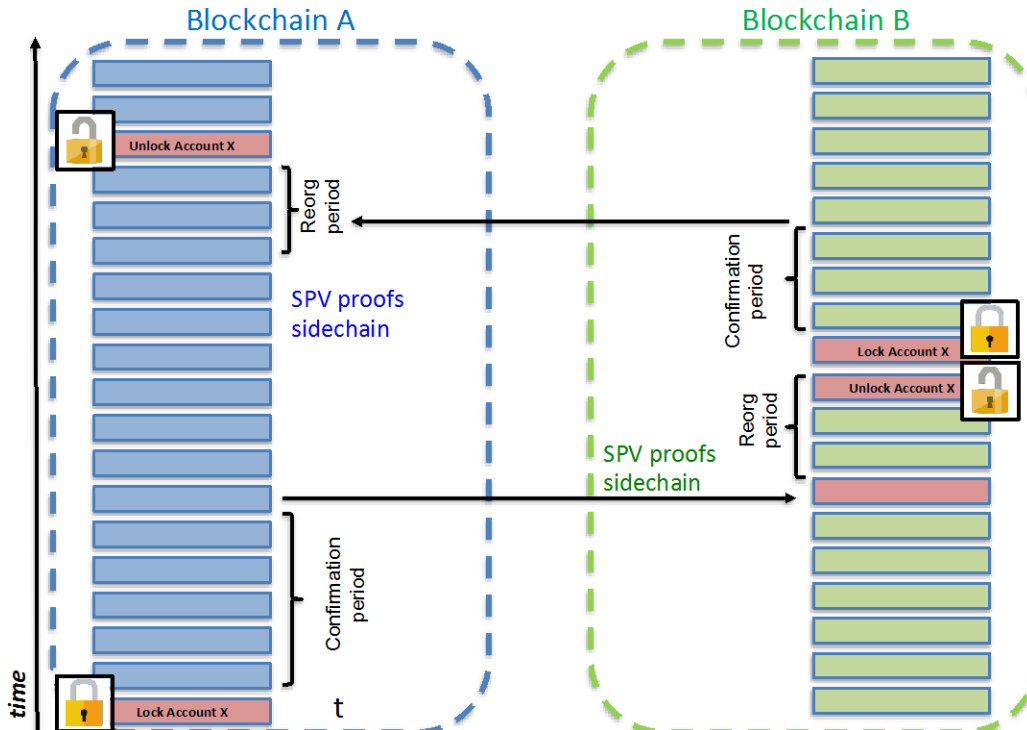 Blockchain A
Blockchain B
Unlock Account X
Reorg
period
Confirmation
period
SPV proofs
sidechain
Lock Account X
Unlock Account X
Reorg
period
SPV proofs
sidechain
Confirmation
period
time
Lock Account X
t